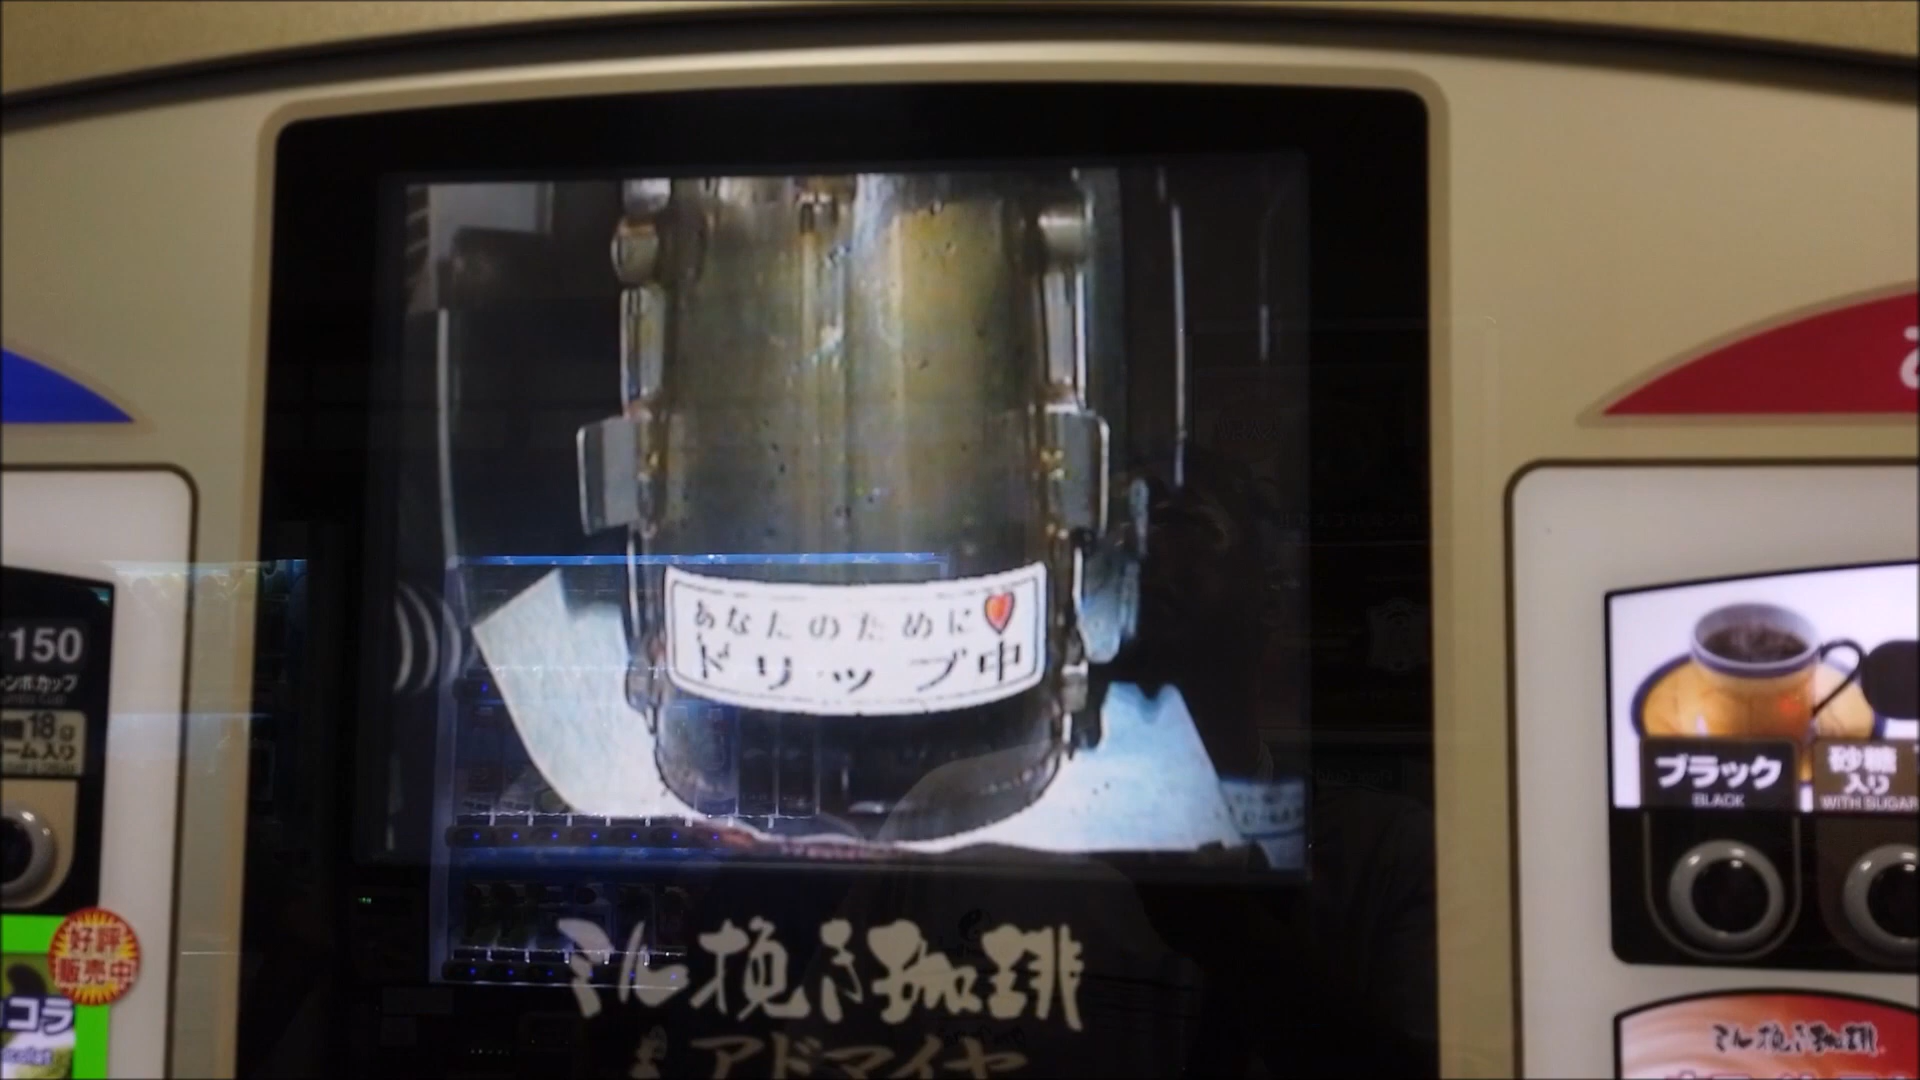 あなたのために
ドリップ中
ミル挽き珈琲
アドマイヤ
150
18g
好評
販売中
コラ
ブラック
BLACK
砂糖
入り
WITH SUGAR
ミル挽き珈琲